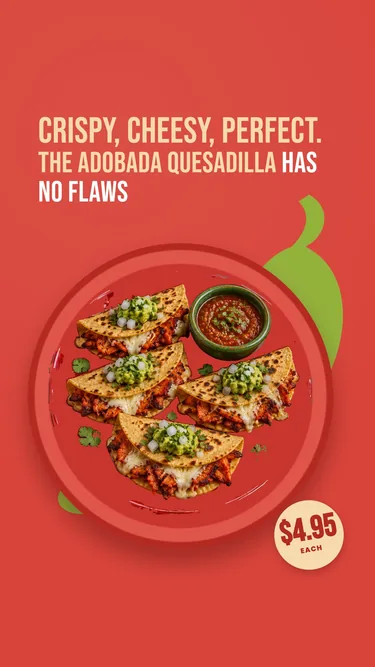 CRISPY, CHEESY, PERFECT.
THE ADOBADA QUESADILLA HAS
NO FLAWS
$4.95
EACH